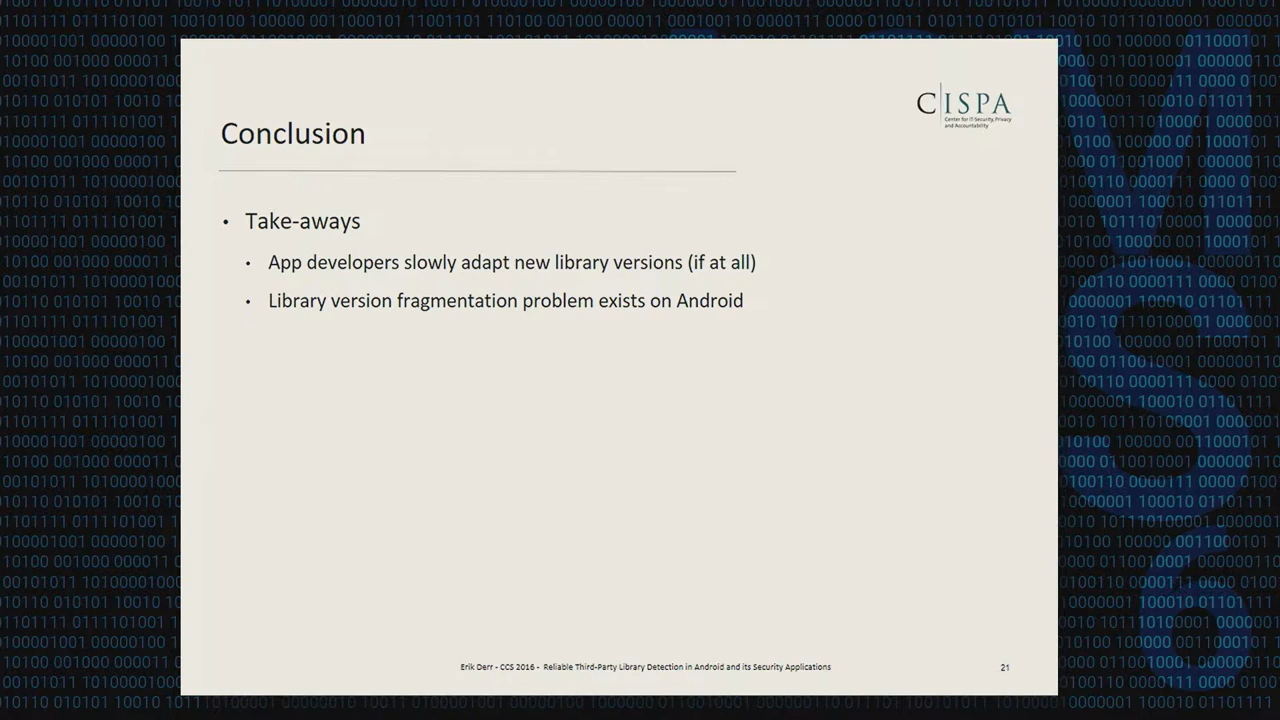 CISPA
Center for IT-Security, Privacy
and Accountability
Conclusion
• Take-aways
• App developers slowly adapt new library versions (if at all)
• Library version fragmentation problem exists on Android
Erik Derr - CCS 2016 - Reliable Third-Party Library Detection in Android and its Security Applications
21